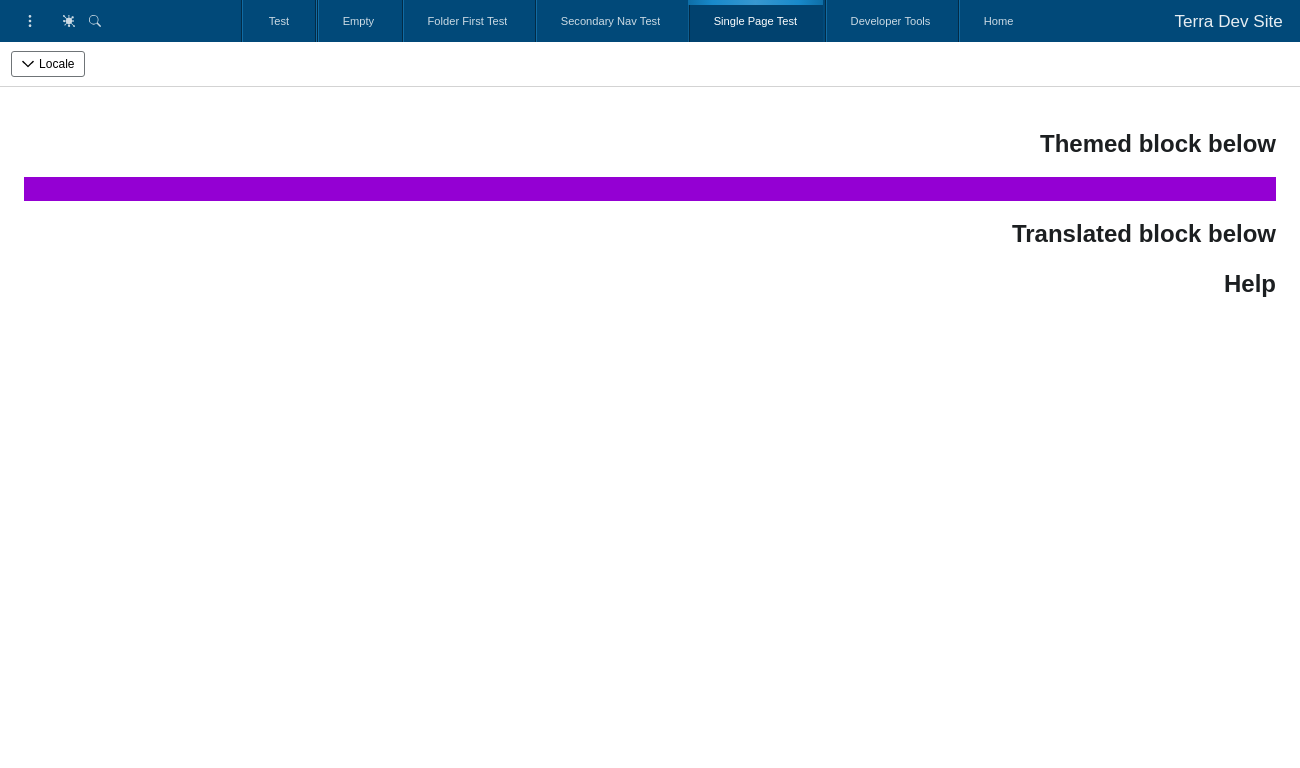 Test
Empty
Folder First Test
Secondary Nav Test
Single Page Test
Developer Tools
Home
Terra Dev Site
Locale
Themed block below
Translated block below
Help